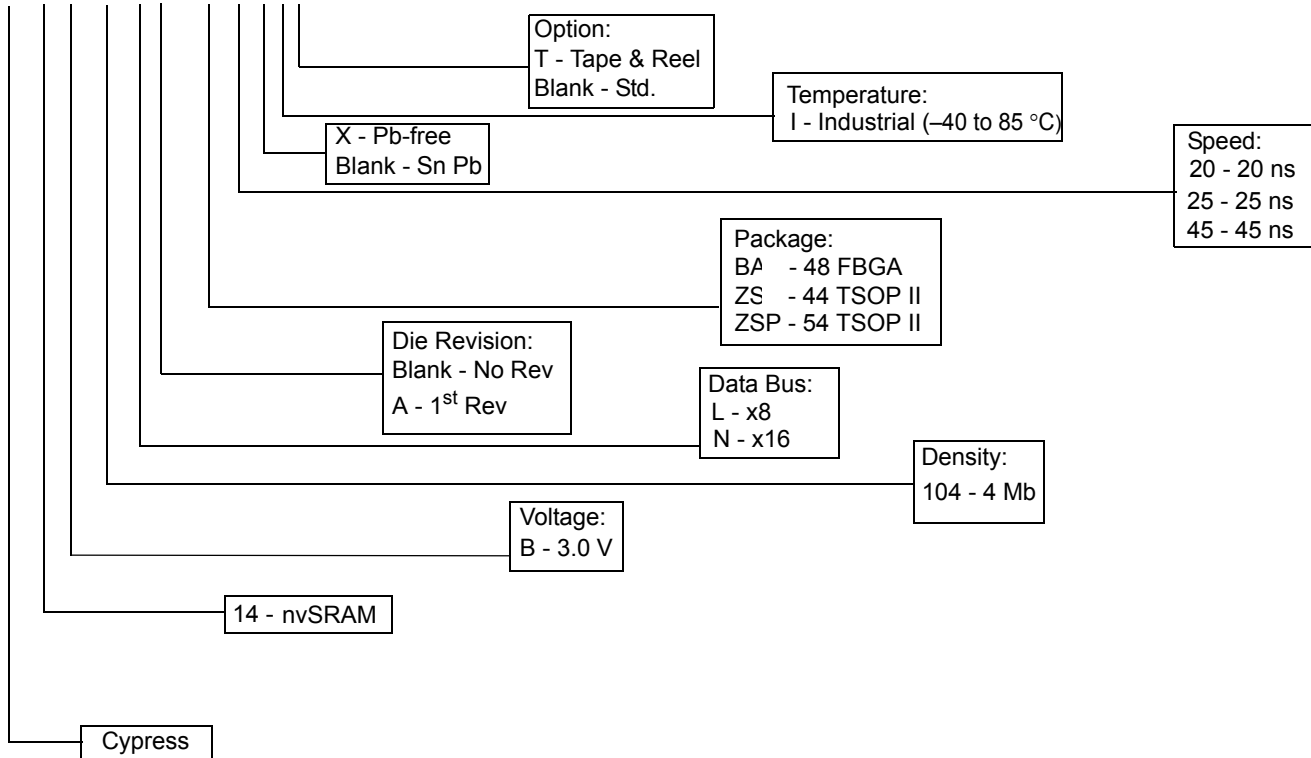 Option:
T - Tape & Reel
Blank - Std.
Temperature:
I - Industrial (–40 to 85 °C)
X - Pb-free
Blank - Sn Pb
Speed:
20 - 20 ns
25 - 25 ns
45 - 45 ns
Package:
BA - 48 FBGA
ZS - 44 TSOP II
ZSP - 54 TSOP II
Die Revision:
Blank - No Rev
A - 1st Rev
Data Bus:
L - x8
N - x16
Density:
104 - 4 Mb
Voltage:
B - 3.0 V
14 - nvSRAM
Cypress